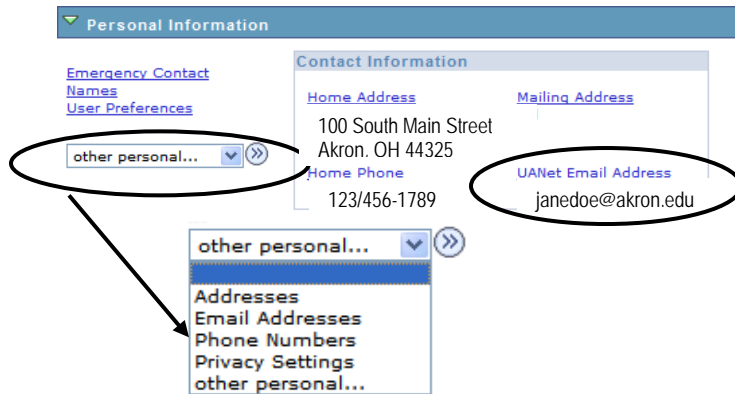 Personal Information
Emergency Contact
Names
User Preferences
other personal...
Contact Information
Home Address
100 South Main Street
Akron. OH 44325
Mailing Address
Home Phone
123/456-1789
UANet Email Address
janedoe@akron.edu
other personal...
Addresses
Email Addresses
Phone Numbers
Privacy Settings
other personal...